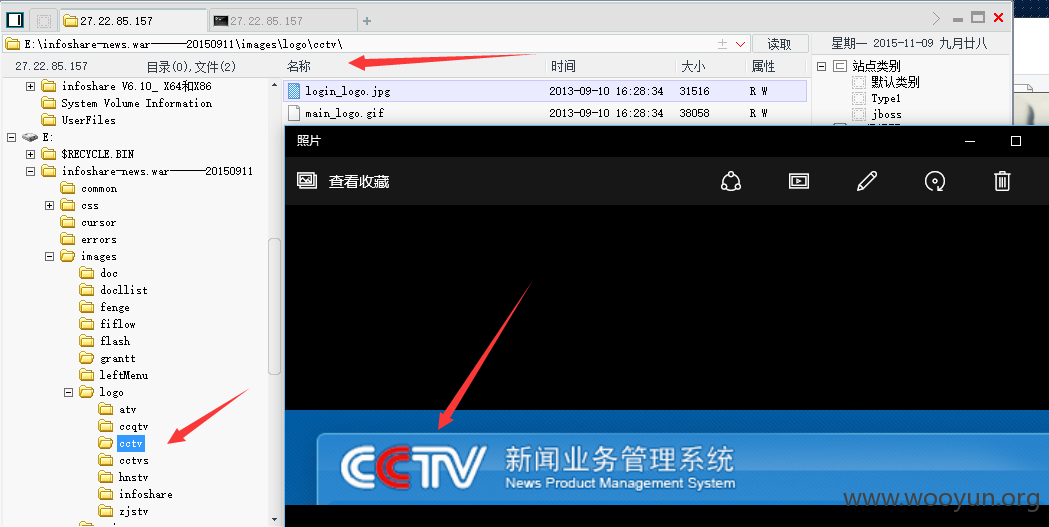 27.22.85.157
27.22.85.157
E:\infoshare-news.war————20150911\images\logo\cctv\
读取
星期一 2015-11-09 九月廿八
27.22.85.157
目录(0),文件(2)
名称
时间
大小
属性
站点类别
默认类别
Type1
jboss
login_logo.jpg
2013-09-10 16:28:34
31516
R W
main_logo.gif
2013-09-10 16:28:34
38058
R W
infoshare V6.10_ X64和X86
System Volume Information
UserFiles
E:
$RECYCLE.BIN
infoshare-news.war————20150911
common
css
cursor
errors
images
doc
docllist
fenge
fiflow
flash
grantt
leftMenu
logo
atv
ccqtv
cctv
cctvs
hnstv
infoshare
zjstv
照片
查看收藏
CCTV
新闻业务管理系统
News Product Management System
www.wooyun.org